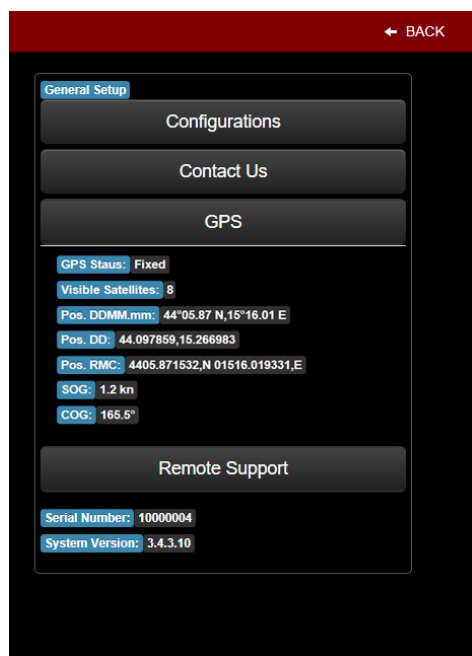 ← BACK
General Setup
Configurations
Contact Us
GPS
GPS Staus: Fixed
Visible Satellites: 8
Pos. DDMM.mm: 44°05.87 N,15°16.01 E
Pos. DD: 44.097859,15.266983
Pos. RMC: 4405.871532,N 01516.019331,E
SOG: 1.2 kn
COG: 165.5°
Remote Support
Serial Number: 10000004
System Version: 3.4.3.10